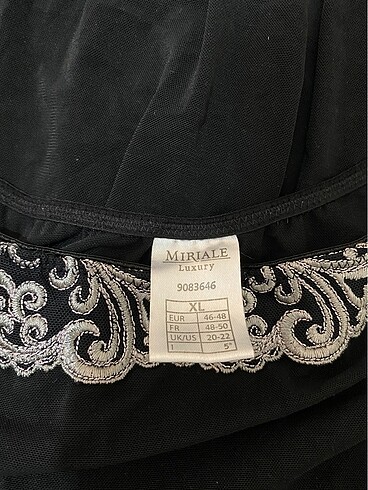 MIRIALE
Luxury
9083646
XL
EUR 46-48
FR 48-50
UK/US 20-22
I 5°